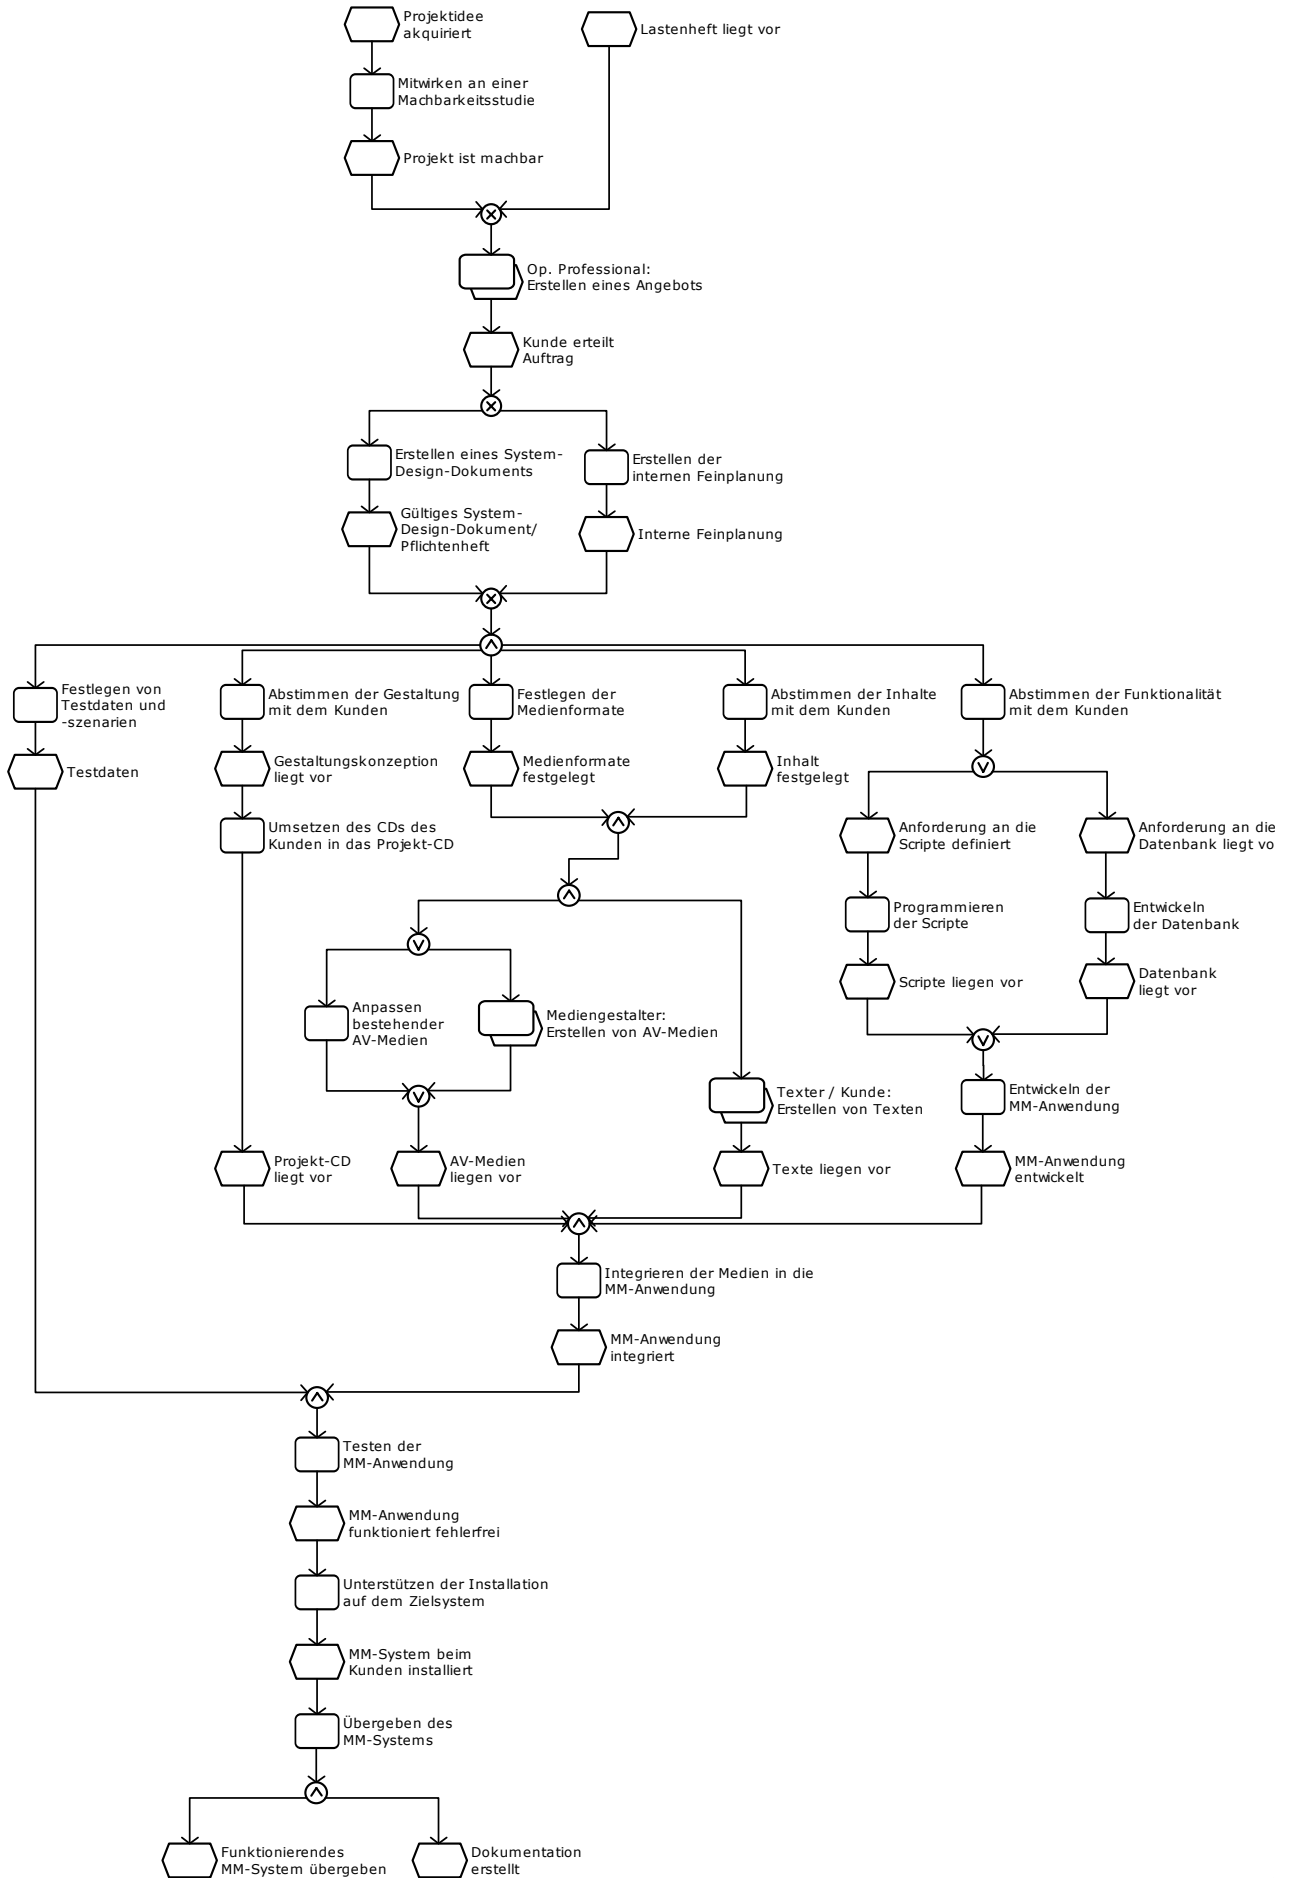 Projektidee
akquiriert
Lastenheft liegt vor
Mitwirken an einer
Machbarkeitsstudie
Projekt ist machbar
Op. Professional:
Erstellen eines Angebots
Kunde erteilt
Auftrag
Erstellen eines System-
Design-Dokuments
Erstellen der
internen Feinplanung
Gültiges System-
Design-Dokument/
Pflichtenheft
Interne Feinplanung
Festlegen von
Testdaten und
-szenarien
Abstimmen der Gestaltung
mit dem Kunden
Festlegen der
Medienformate
Abstimmen der Inhalte
mit dem Kunden
Abstimmen der Funktionalität
mit dem Kunden
Testdaten
Gestaltungskonzeption
liegt vor
Medienformate
festgelegt
Inhalt
festgelegt
Umsetzen des CDs des
Kunden in das Projekt-CD
Anforderung an die
Scripte definiert
Anforderung an die
Datenbank liegt vo
Programmieren
der Scripte
Entwickeln
der Datenbank
Scripte liegen vor
Datenbank
liegt vor
Anpassen
bestehender
AV-Medien
Mediengestalter:
Erstellen von AV-Medien
Texter / Kunde:
Erstellen von Texten
Entwickeln der
MM-Anwendung
Projekt-CD
liegt vor
AV-Medien
liegen vor
Texte liegen vor
MM-Anwendung
entwickelt
Integrieren der Medien in die
MM-Anwendung
MM-Anwendung
integriert
Testen der
MM-Anwendung
MM-Anwendung
funktioniert fehlerfrei
Unterstützen der Installation
auf dem Zielsystem
MM-System beim
Kunden installiert
Übergeben des
MM-Systems
Funktionierendes
MM-System übergeben
Dokumentation
erstellt